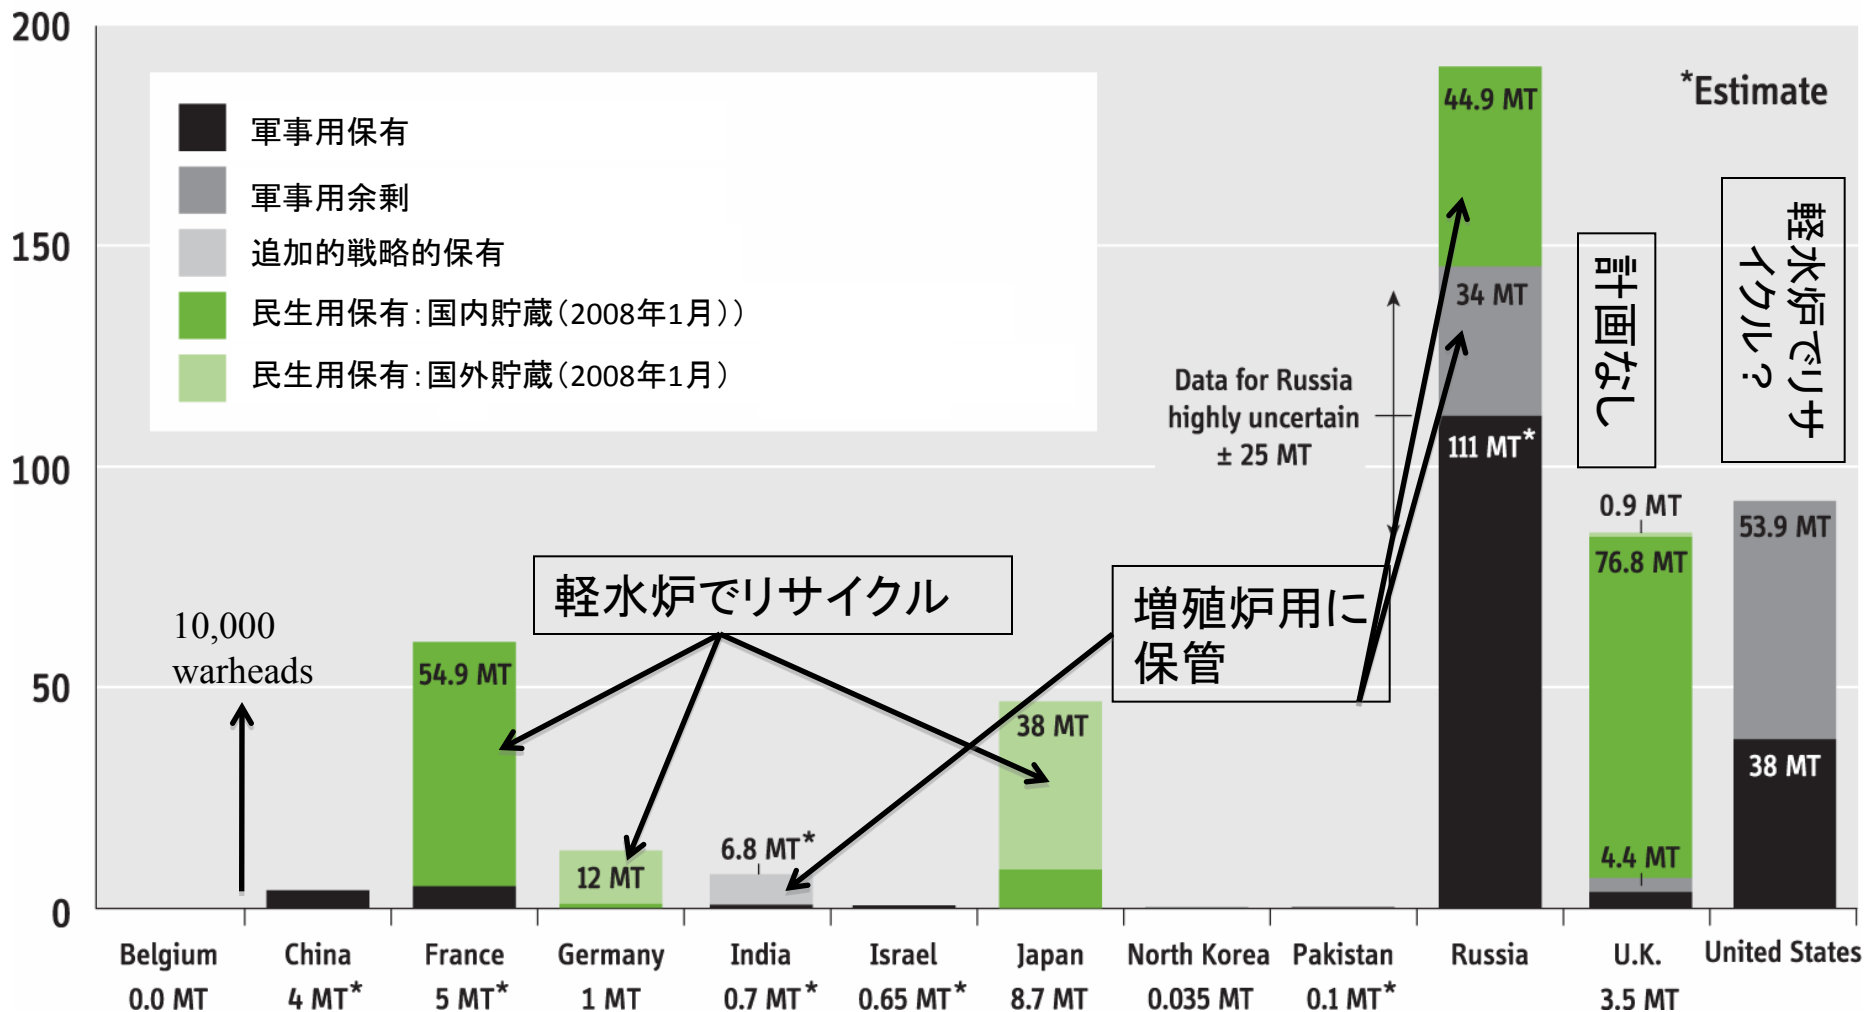 200
150
100
50
0
軍事用保有
軍事用余剰
追加的戦略的保有
民生用保有：国内貯蔵（2008年1月））
民生用保有：国外貯蔵（2008年1月）
*Estimate
軽水炉でリサ
イクル？
計画なし
44.9 MT
34 MT
111 MT*
Data for Russia
highly uncertain
± 25 MT
0.9 MT
76.8 MT
4.4 MT
53.9 MT
38 MT
軽水炉でリサイクル
増殖炉用に
保管
10,000
warheads
54.9 MT
12 MT
6.8 MT*
38 MT
Belgium
0.0 MT
China
4 MT*
France
5 MT*
Germany
1 MT
India
0.7 MT*
Israel
0.65 MT*
Japan
8.7 MT
North Korea
0.035 MT
Pakistan
0.1 MT*
Russia
U.K.
3.5 MT
United States